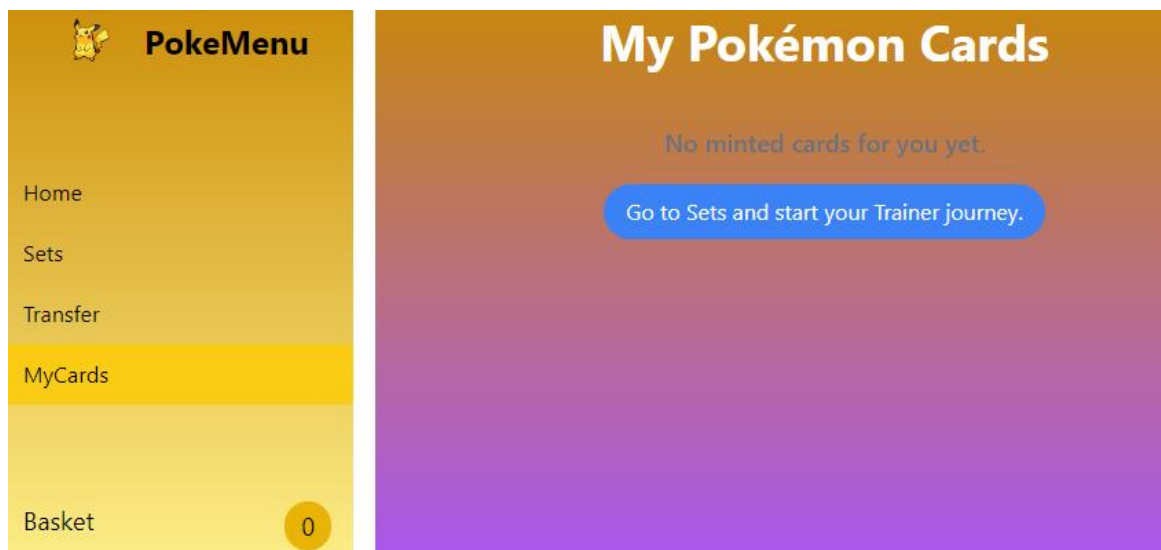 PokeMenu
Home
Sets
Transfer
MyCards
Basket
0
My Pokémon Cards
No minted cards for you yet.
Go to Sets and start your Trainer journey.